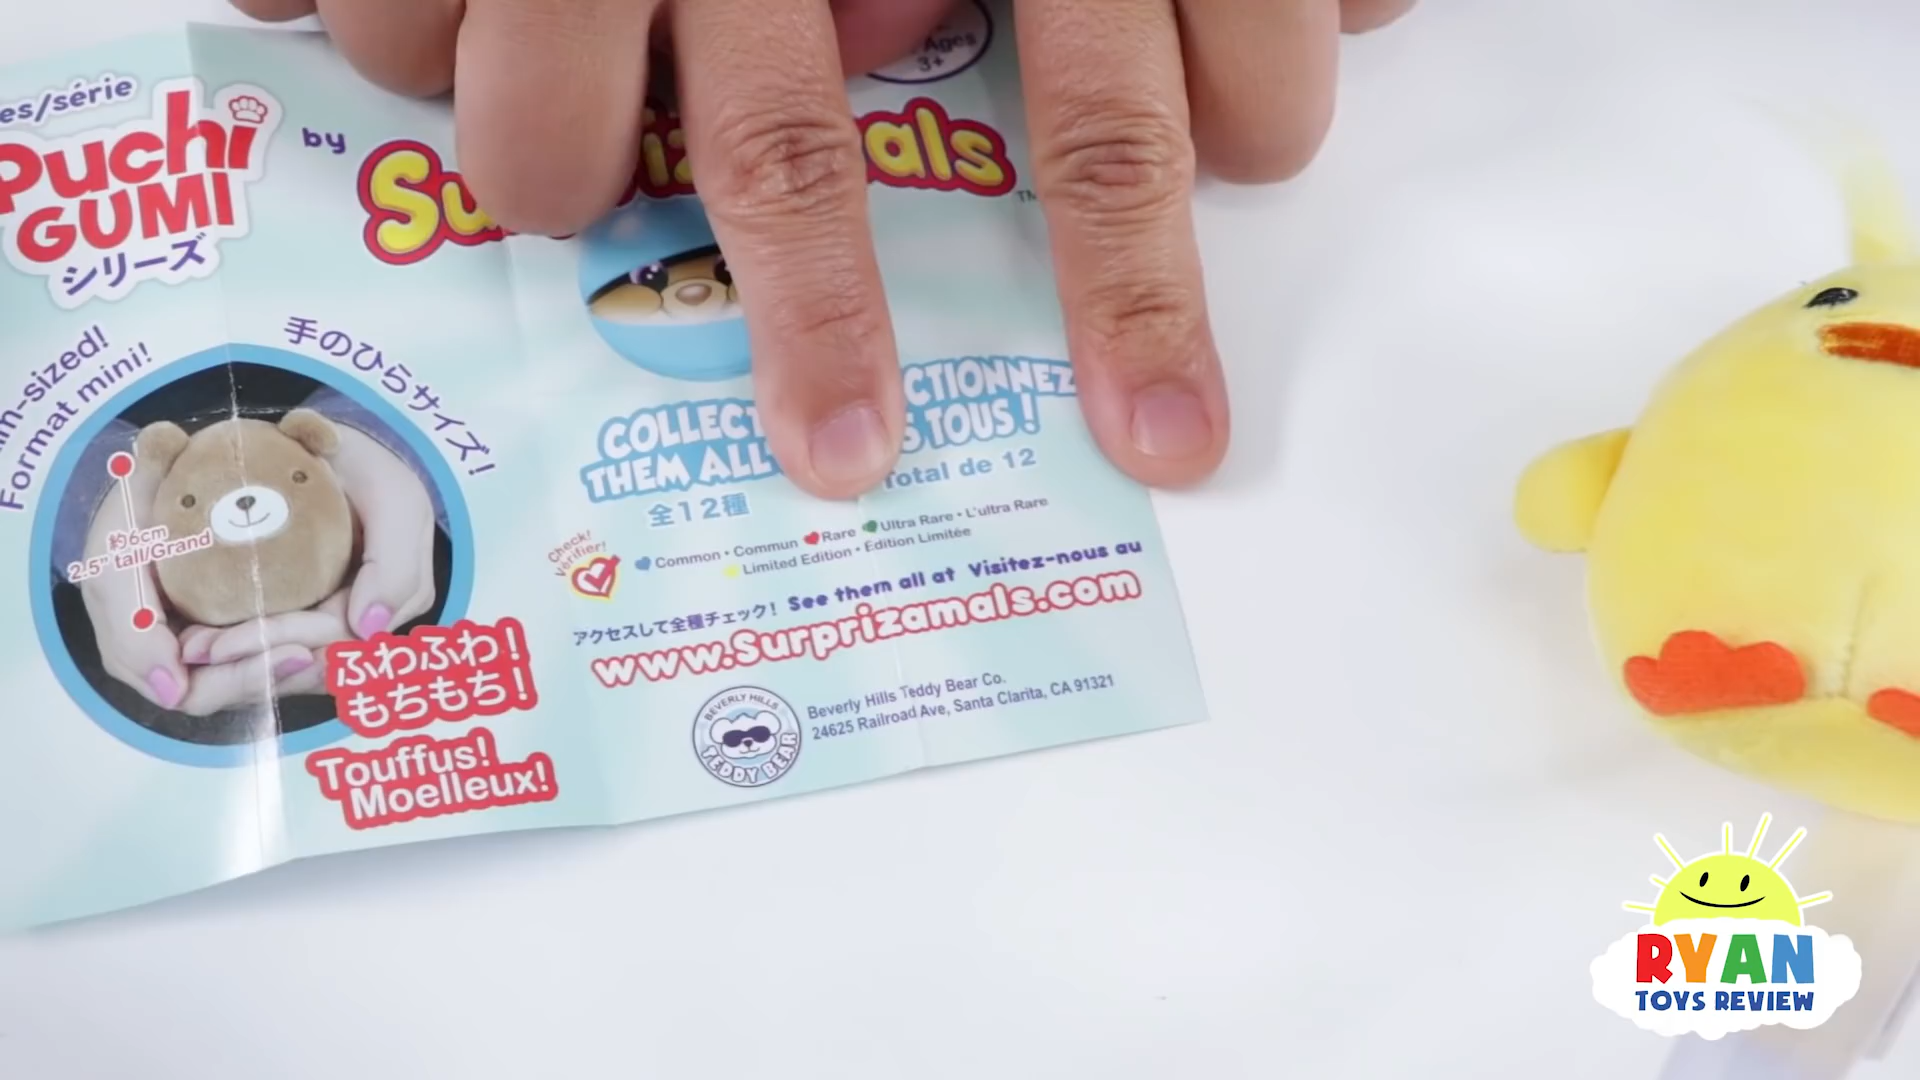 es/série
Puchi
GUMI
シリーズ
by
Ages
3+
als
TM
m-sized!
Format mini!
手のひらサイズ!
約6cm
2.5" tall/Grand
ふわふわ!
もちもち!
Touffus!
Moelleux!
COLLECT
THEM ALL
全12種
CTIONNEZ
S TOUS!
Total de 12
Check!
Vérifier!
Common • Commun Rare Ultra Rare • L'ultra Rare
Limited Edition • Édition Limitée
アクセスして全種チェック! See them all at Visitez-nous au
www.Surprizamals.com
BEVERLY HILLS
TEDDY BEAR
Beverly Hills Teddy Bear Co.
24625 Railroad Ave, Santa Clarita, CA 91321
RYAN
TOYS REVIEW